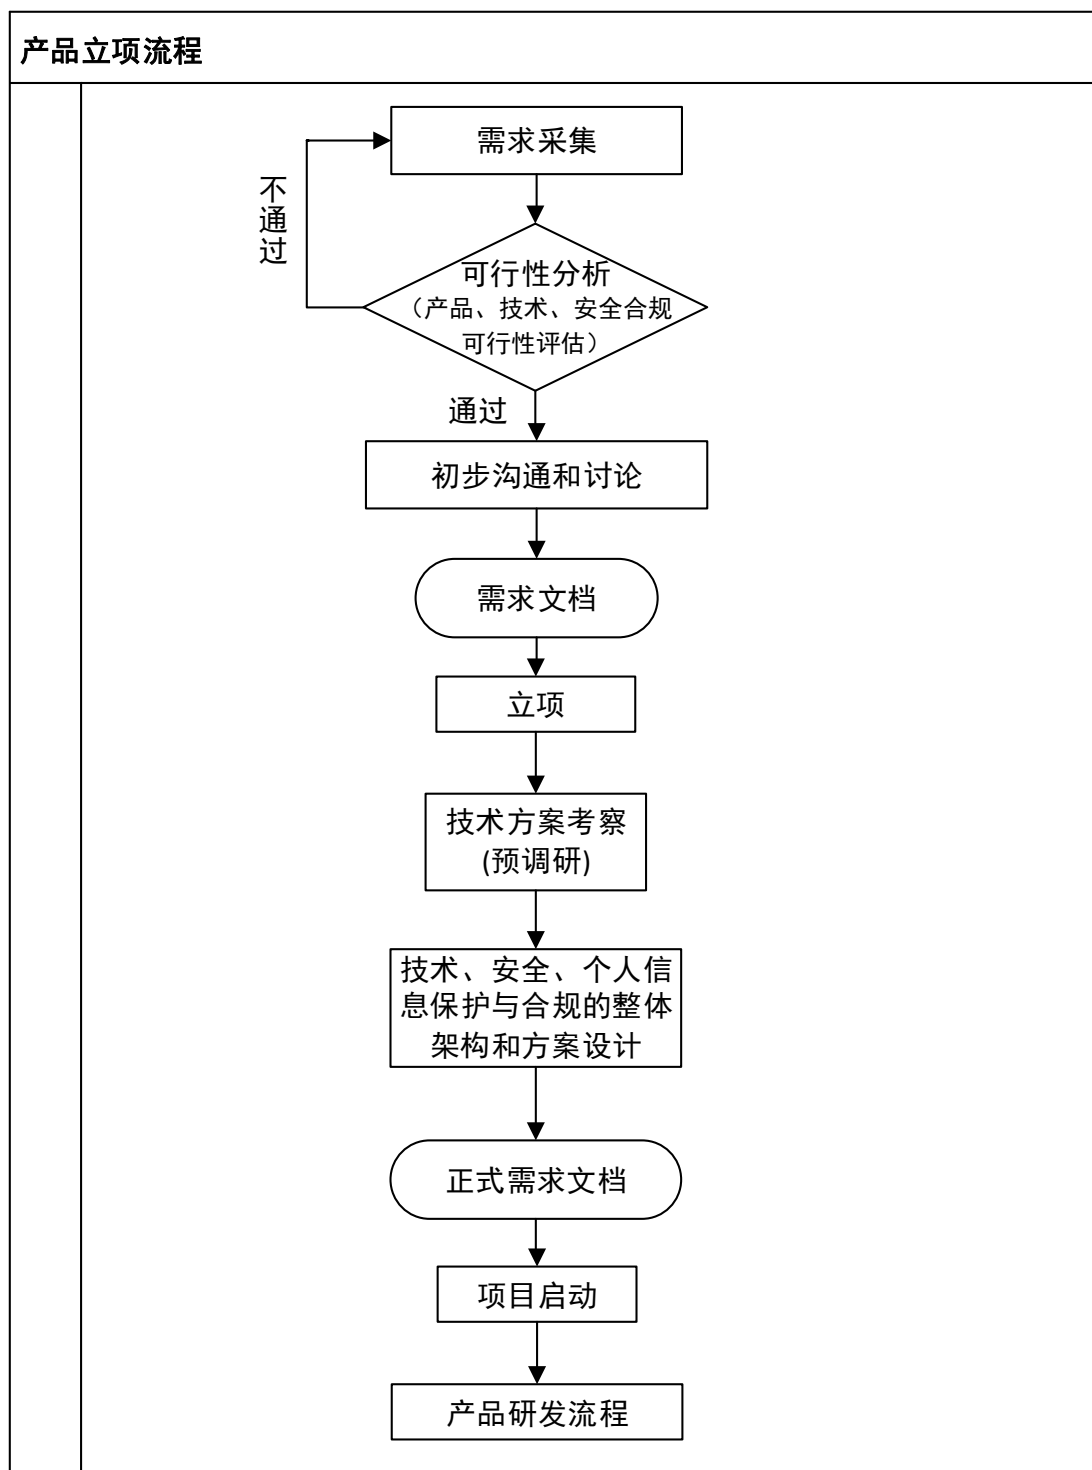 产品立项流程
需求采集
不通过
可行性分析
（产品、技术、安全合规
可行性评估）
通过
初步沟通和讨论
需求文档
立项
技术方案考察
(预调研)
技术、安全、个人信
息保护与合规的整体
架构和方案设计
正式需求文档
项目启动
产品研发流程